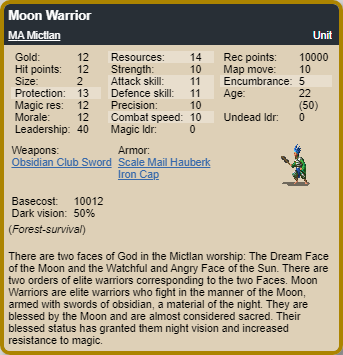 Moon Warrior
MA Mictlan Unit
Gold: 12 Resources: 14 Rec points: 10000
Hit points: 12 Strength: 10 Map move: 10
Size: 2 Attack skill: 11 Encumbrance: 5
Protection: 13 Defence skill: 11 Age: 22
Magic res: 12 Precision: 10 (50)
Morale: 12 Combat speed: 10 Undead ldr: 0
Leadership: 40 Magic ldr: 0
Weapons: Armor:
Obsidian Club Sword Scale Mail Hauberk
Iron Cap
Basecost: 10012
Dark vision: 50%
(Forest-survival)
There are two faces of God in the Mictlan worship: The Dream Face
of the Moon and the Watchful and Angry Face of the Sun. There are
two orders of elite warriors corresponding to the two Faces. Moon
Warriors are elite warriors who fight in the manner of the Moon,
armed with swords of obsidian, a material of the night. They are
blessed by the Moon and are almost considered sacred. Their
blessed status has granted them night vision and increased
resistance to magic.